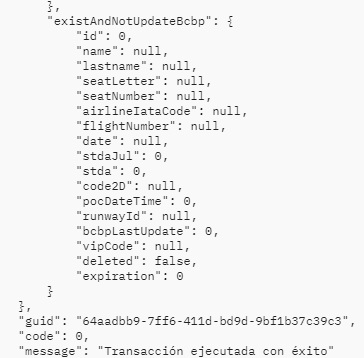 },
"existAndNotUpdateBcbp": {
"id": 0,
"name": null,
"lastname": null,
"seatLetter": null,
"seatNumber": null,
"airlineIataCode": null,
"flightNumber": null,
"date": null,
"stdaJul": 0,
"stda": 0,
"code2D": null,
"pocDateTime": 0,
"runwayId": null,
"bcbpLastUpdate": 0,
"vipCode": null,
"deleted": false,
"expiration": 0
}
},
"guid": "64aadbb9-7ff6-411d-bd9d-9bf1b37c39c3",
"code": 0,
"message": "Transacción ejecutada con éxito"